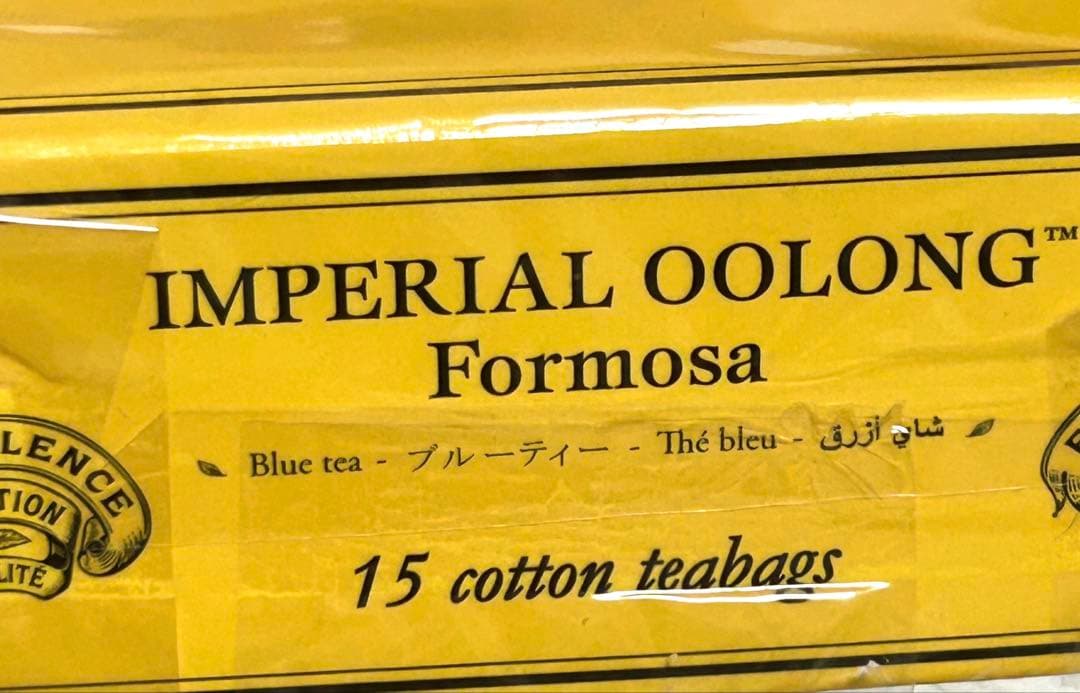 IMPERIAL OOLONG™
Formosa
Blue tea - ブルーティー - Thé bleu - شاي أزرق
15 cotton teabags